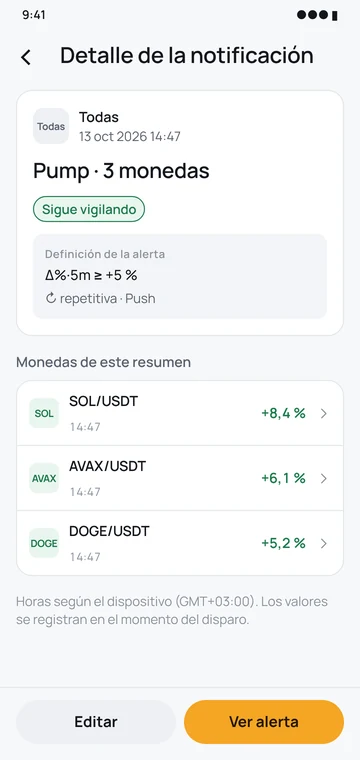 9:41
Detalle de la notificación
Todas
Todas
13 oct 2026 14:47
Pump · 3 monedas
Sigue vigilando
Definición de la alerta
Δ%·5m ≥ +5 %
↻ repetitiva · Push
Monedas de este resumen
SOL
SOL/USDT
14:47
+8,4 %
AVAX
AVAX/USDT
14:47
+6,1 %
DOGE
DOGE/USDT
14:47
+5,2 %
Horas según el dispositivo (GMT+03:00). Los valores
se registran en el momento del disparo.
Editar
Ver alerta